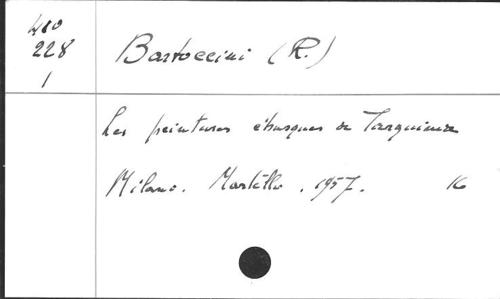 410
228
1
Bartoccini (R.)
Les peintures étrusques de Tarquinia
Milano. Martello. 1957. 16